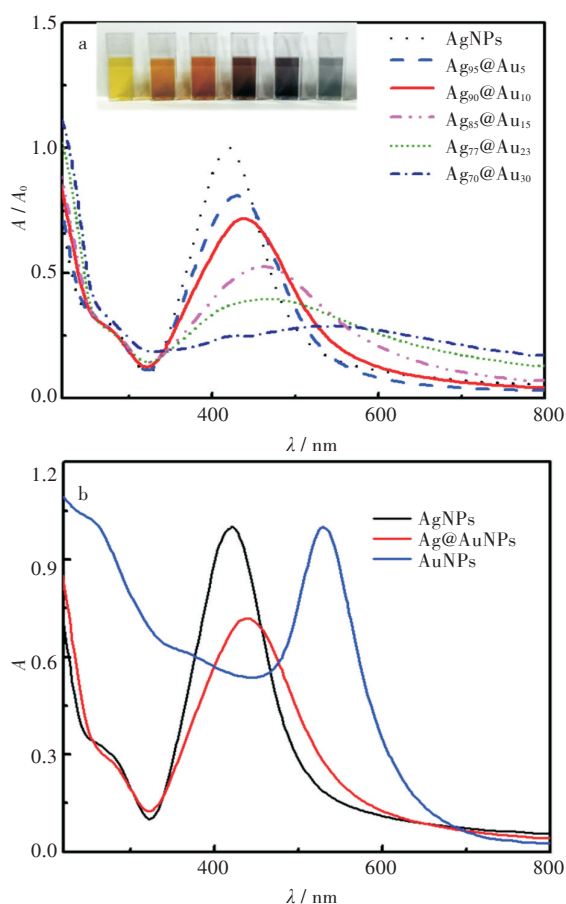 a
AgNPs
Ag₉₅@Au₅
Ag₉₀@Au₁₀
Ag₈₅@Au₁₅
Ag₇₇@Au₂₃
Ag₇₀@Au₃₀
1.5
1.0
0.5
0.0
A / A₀
400 600 800
λ / nm
b
AgNPs
Ag@AuNPs
AuNPs
1.2
0.9
0.6
0.3
0.0
A
400 600 800
λ / nm